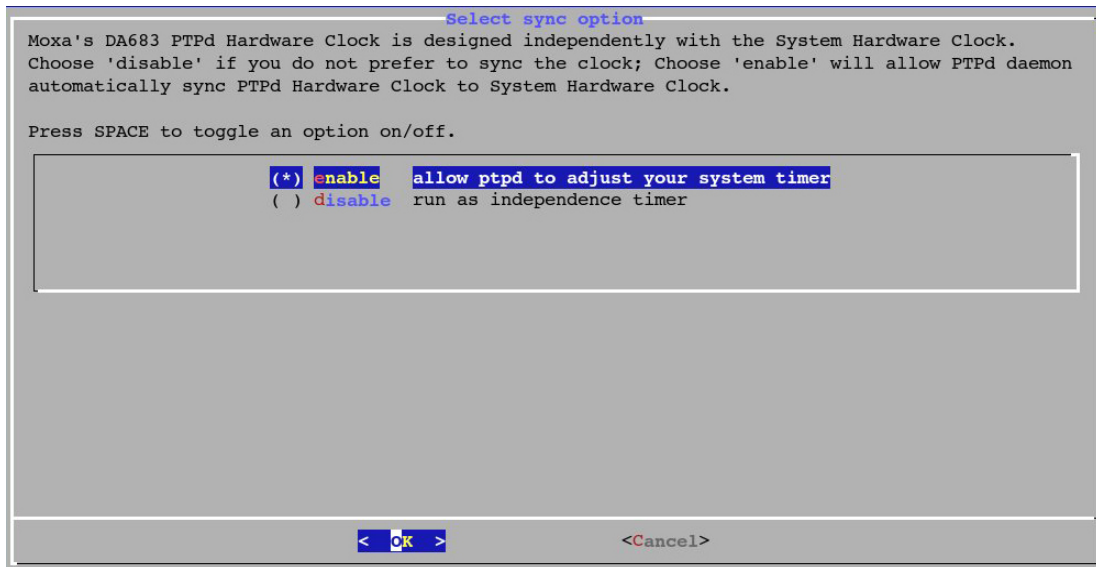 Select sync option
Moxa's DA683 PTPd Hardware Clock is designed independently with the System Hardware Clock.
Choose 'disable' if you do not prefer to sync the clock; Choose 'enable' will allow PTPd daemon
automatically sync PTPd Hardware Clock to System Hardware Clock.
Press SPACE to toggle an option on/off.
(*) enable allow ptpd to adjust your system timer
( ) disable run as independence timer
< OK > <Cancel>